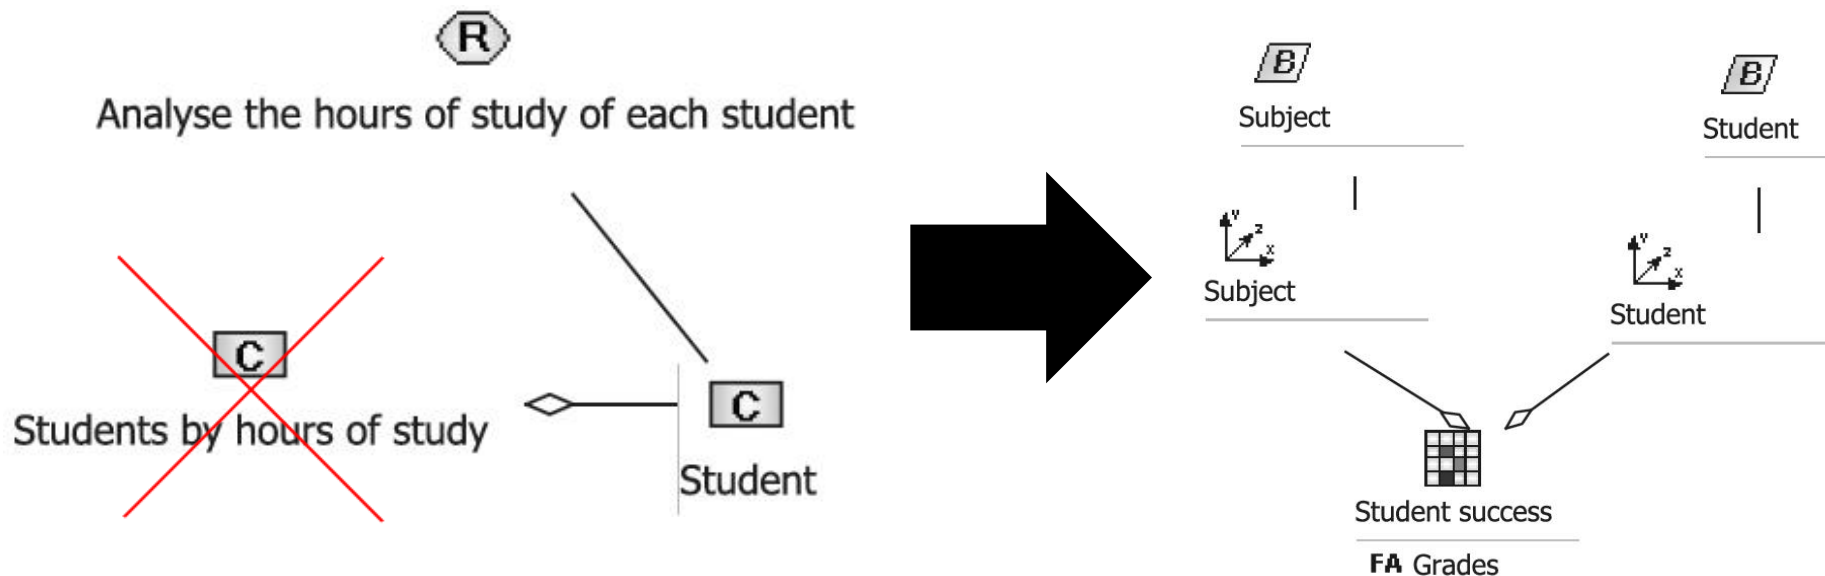 R
Analyse the hours of study of each student
C
Students by hours of study
C
Student
B
Subject
Y
Z
X
Subject
B
Student
Y
Z
X
Student
Student success
FA Grades